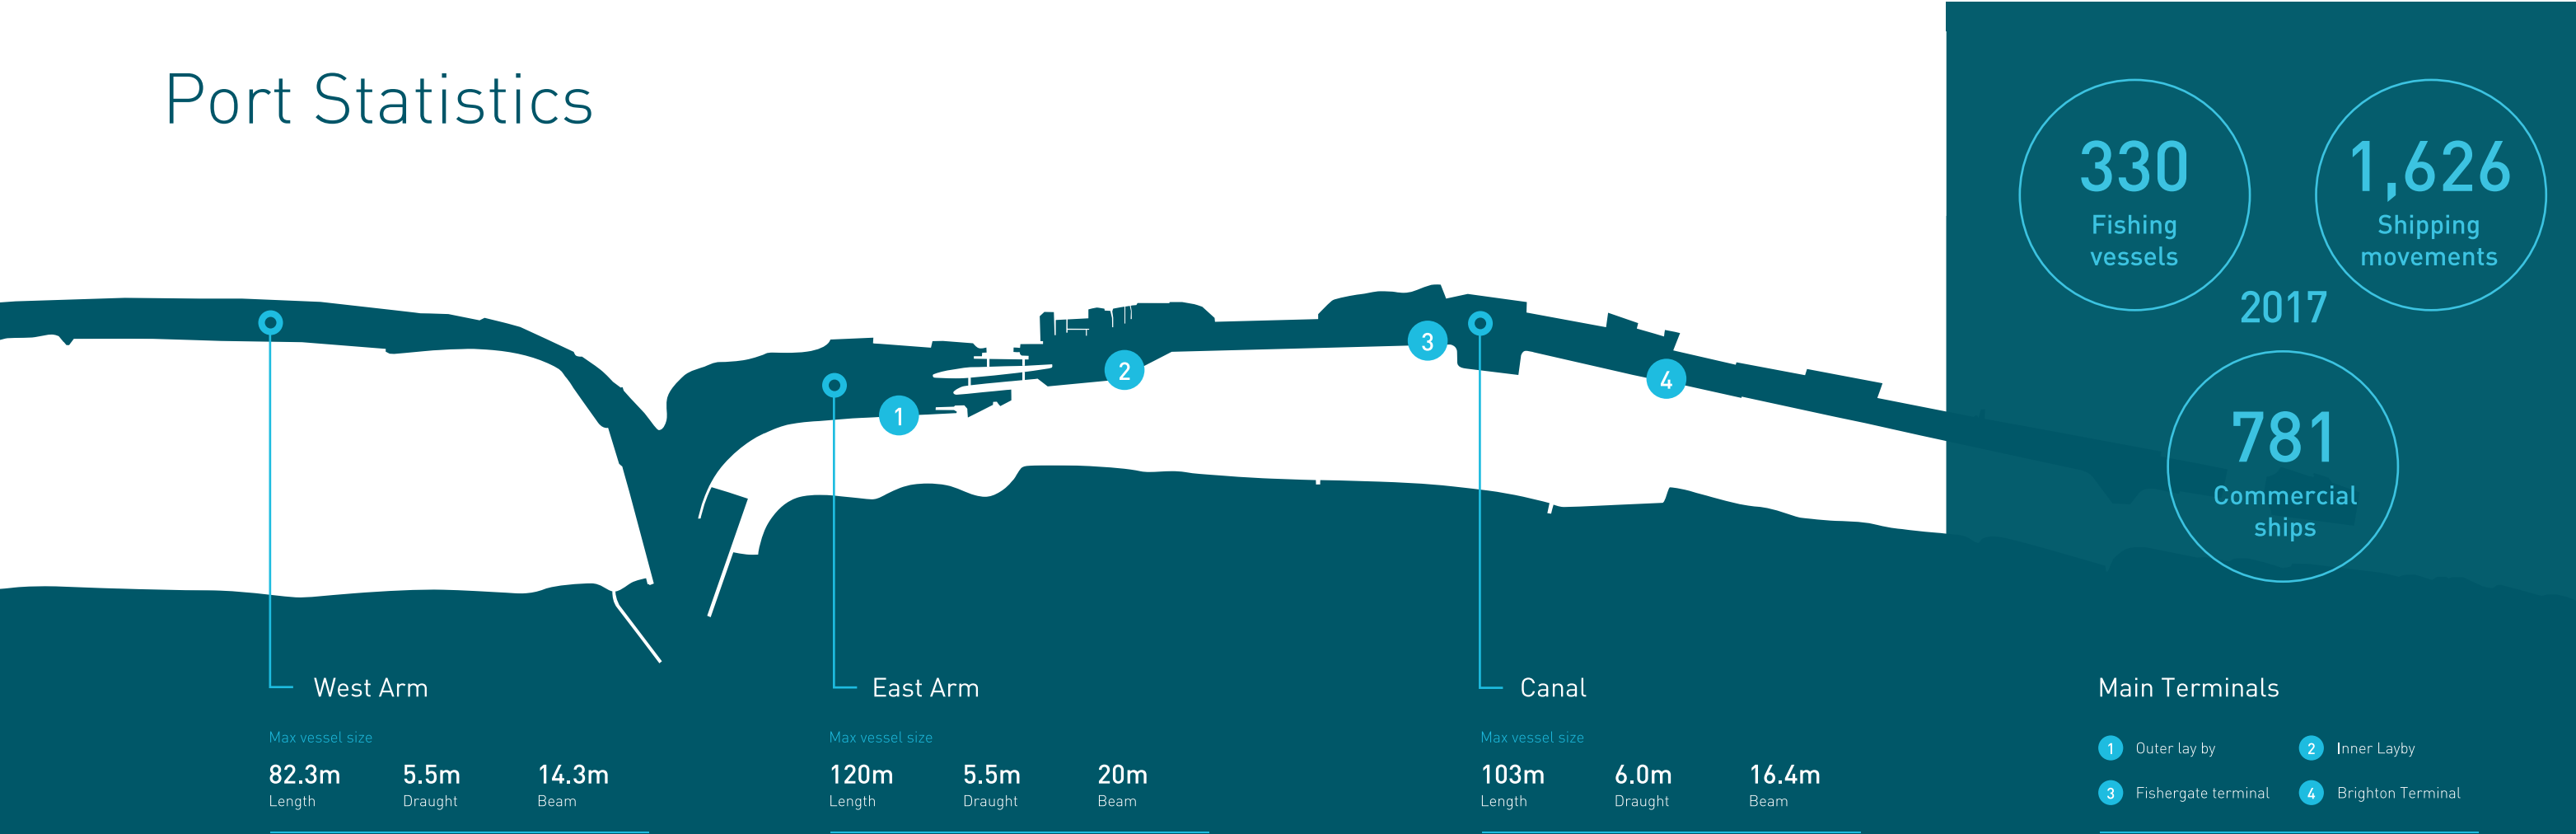 Port Statistics
330
Fishing
vessels
1,626
Shipping
movements
2017
781
Commercial
ships
1
2
3
4
West Arm
Max vessel size
82.3m 5.5m 14.3m
Length Draught Beam
East Arm
Max vessel size
120m 5.5m 20m
Length Draught Beam
Canal
Max vessel size
103m 6.0m 16.4m
Length Draught Beam
Main Terminals
1 Outer lay by
2 Inner Layby
3 Fishergate terminal
4 Brighton Terminal